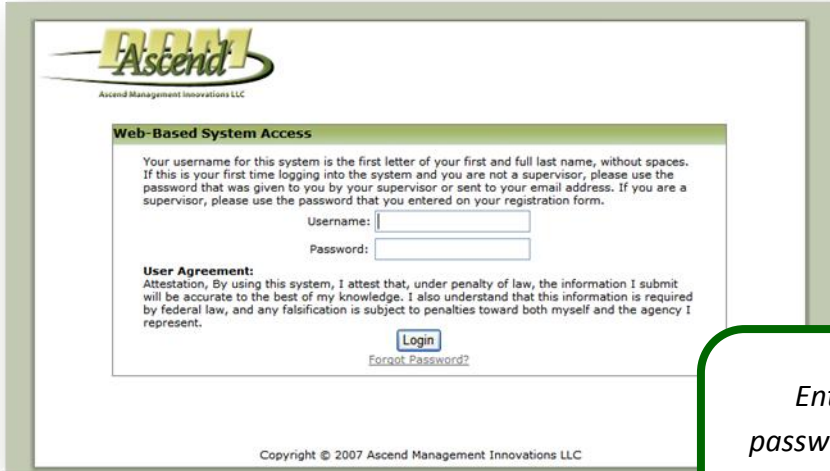 DDM
Ascend
Ascend Management Innovations LLC
Web-Based System Access
Your username for this system is the first letter of your first and full last name, without spaces.
If this is your first time logging into the system and you are not a supervisor, please use the
password that was given to you by your supervisor or sent to your email address. If you are a
supervisor, please use the password that you entered on your registration form.
Username:
Password:
User Agreement:
Attestation, By using this system, I attest that, under penalty of law, the information I submit
will be accurate to the best of my knowledge. I also understand that this information is required
by federal law, and any falsification is subject to penalties toward both myself and the agency I
represent.
Login
Forgot Password?
Copyright © 2007 Ascend Management Innovations LLC